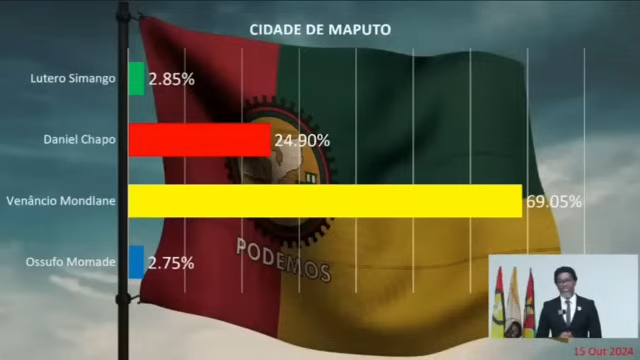 CIDADE DE MAPUTO
Lutero Simango 2.85%
Daniel Chapo 24.90%
Venâncio Mondlane 69.05%
Ossufo Momade 2.75%
PODEMOS
15 Out 2024